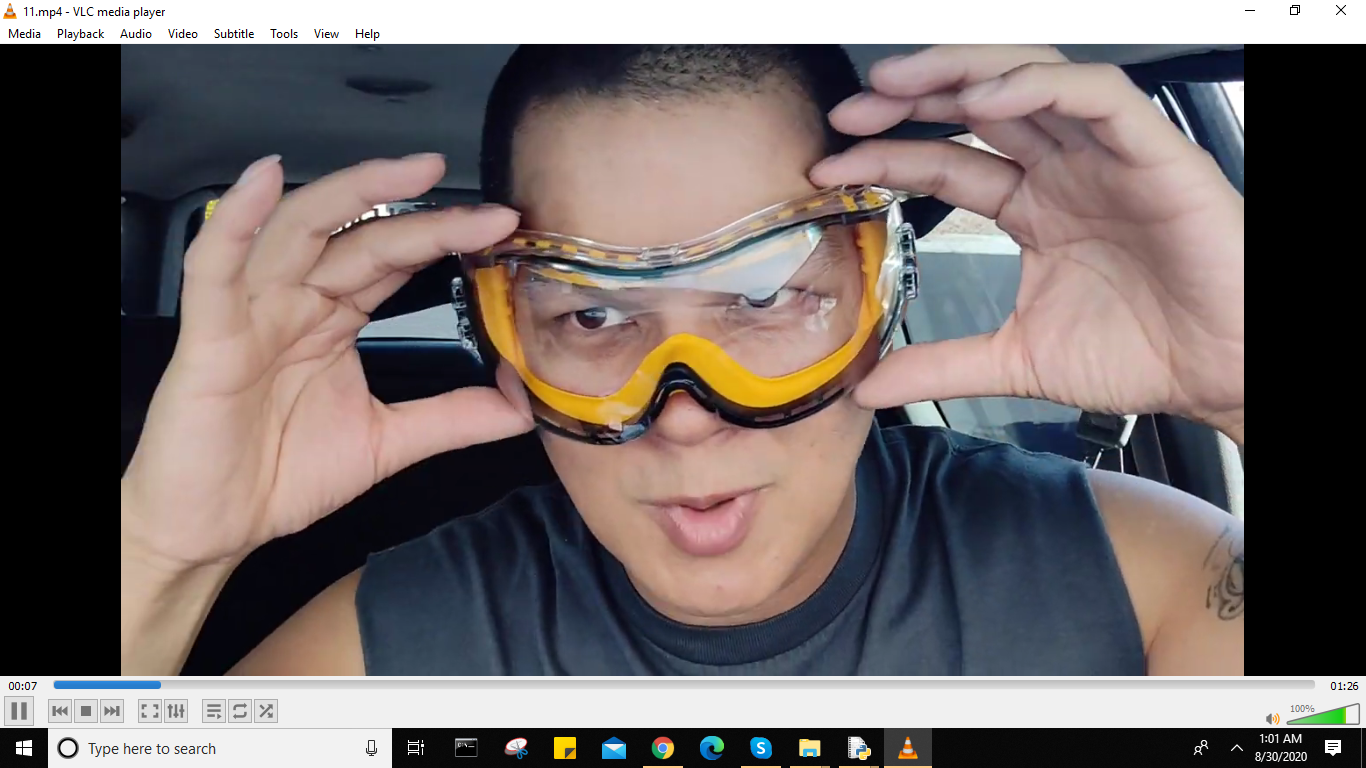 11.mp4 - VLC media player
Media Playback Audio Video Subtitle Tools View Help
00:07 01:26
100%
Type here to search
1:01 AM
8/30/2020